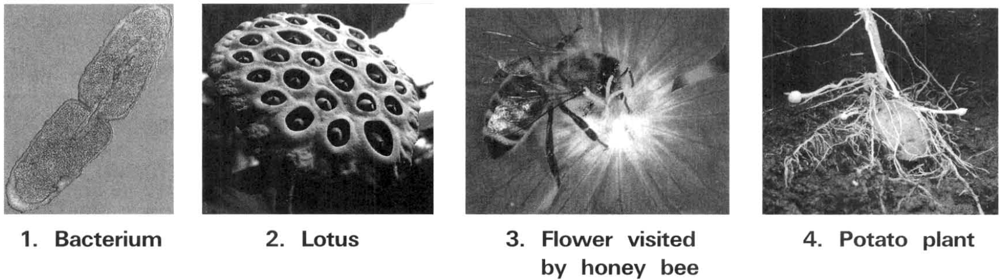 1. Bacterium
2. Lotus
3. Flower visited
by honey bee
4. Potato plant